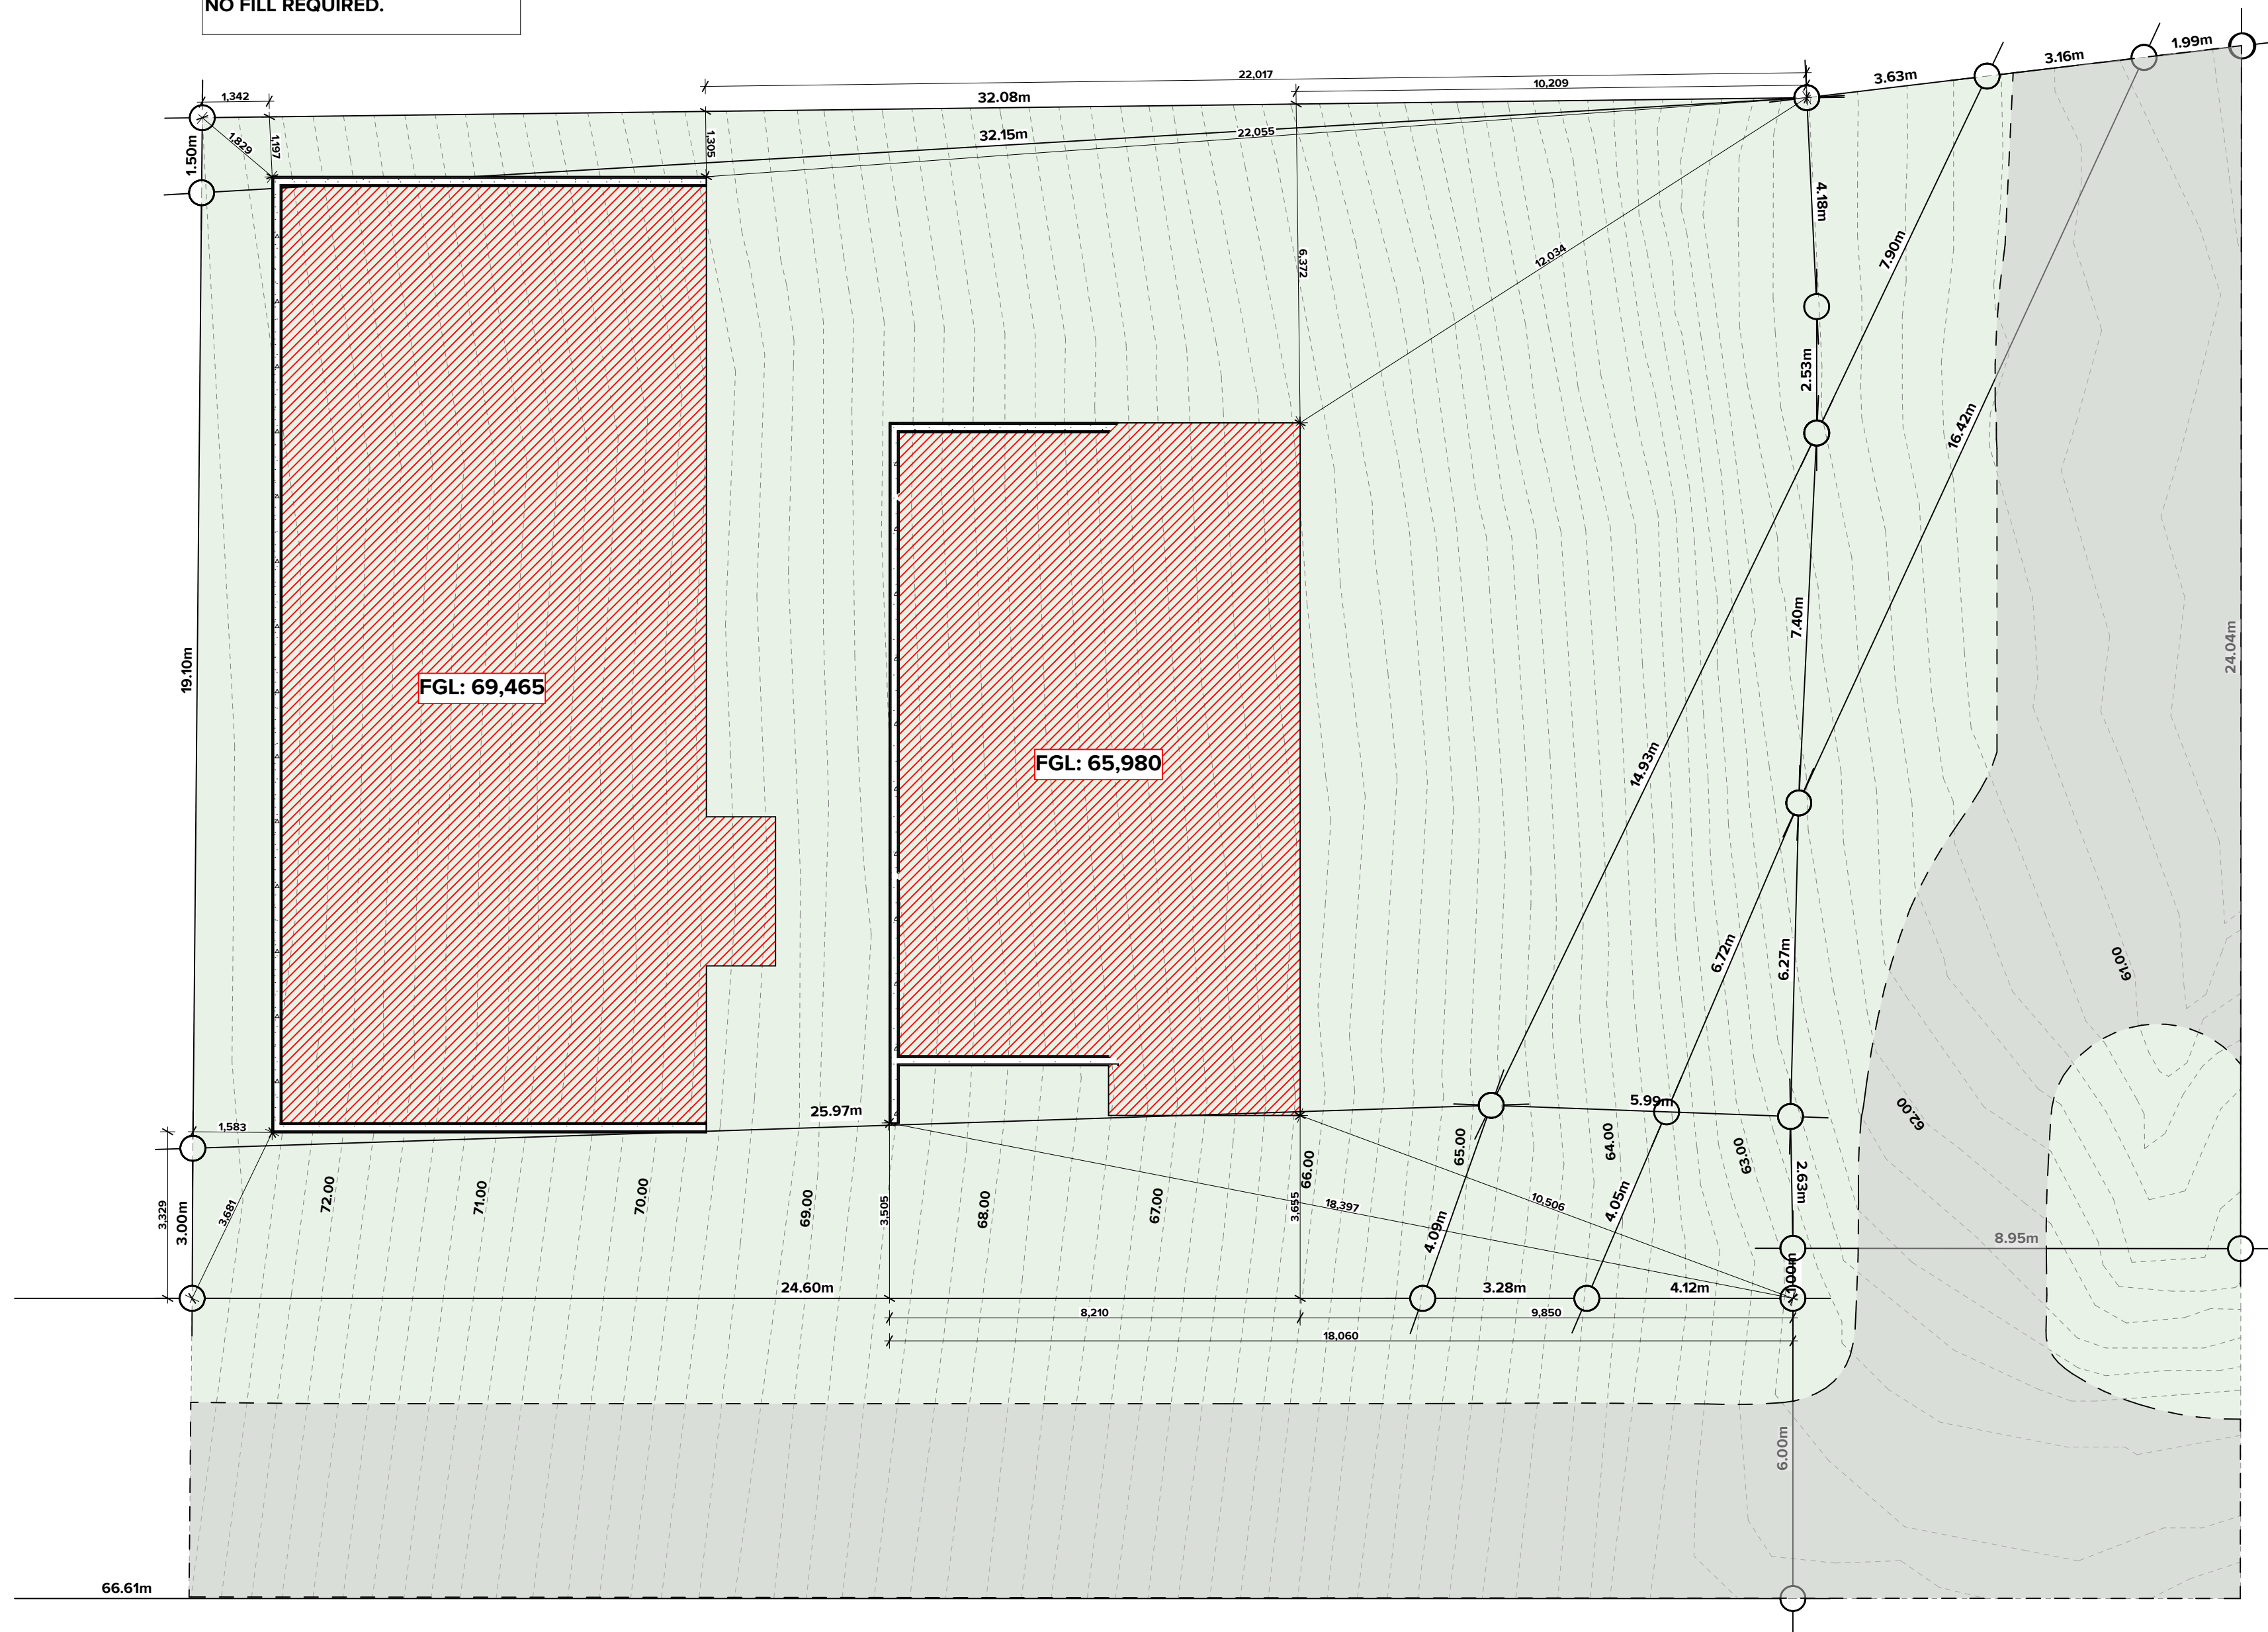 NO FILL REQUIRED.
1.99m
3.16m
3.63m
22,017
10,209
1,342
32.08m
32.15m
22,055
1,829
1,197
1,305
1.50m
4.18m
7.90m
12,034
6,372
2.53m
16.42m
7.40m
24.04m
19.10m
FGL: 69,465
FGL: 65,980
14.93m
6.72m
6.27m
61.00
5.99m
25.97m
62.00
1,583
65.00
64.00
63.00
66.00
2.63m
72.00
71.00
70.00
69.00
68.00
67.00
3,329
3.00m
3,681
3,505
3,655
18,397
10,506
4.09m
4.05m
8.95m
1.00m
24.60m
3.28m
4.12m
8,210
9,850
18,060
6.00m
66.61m